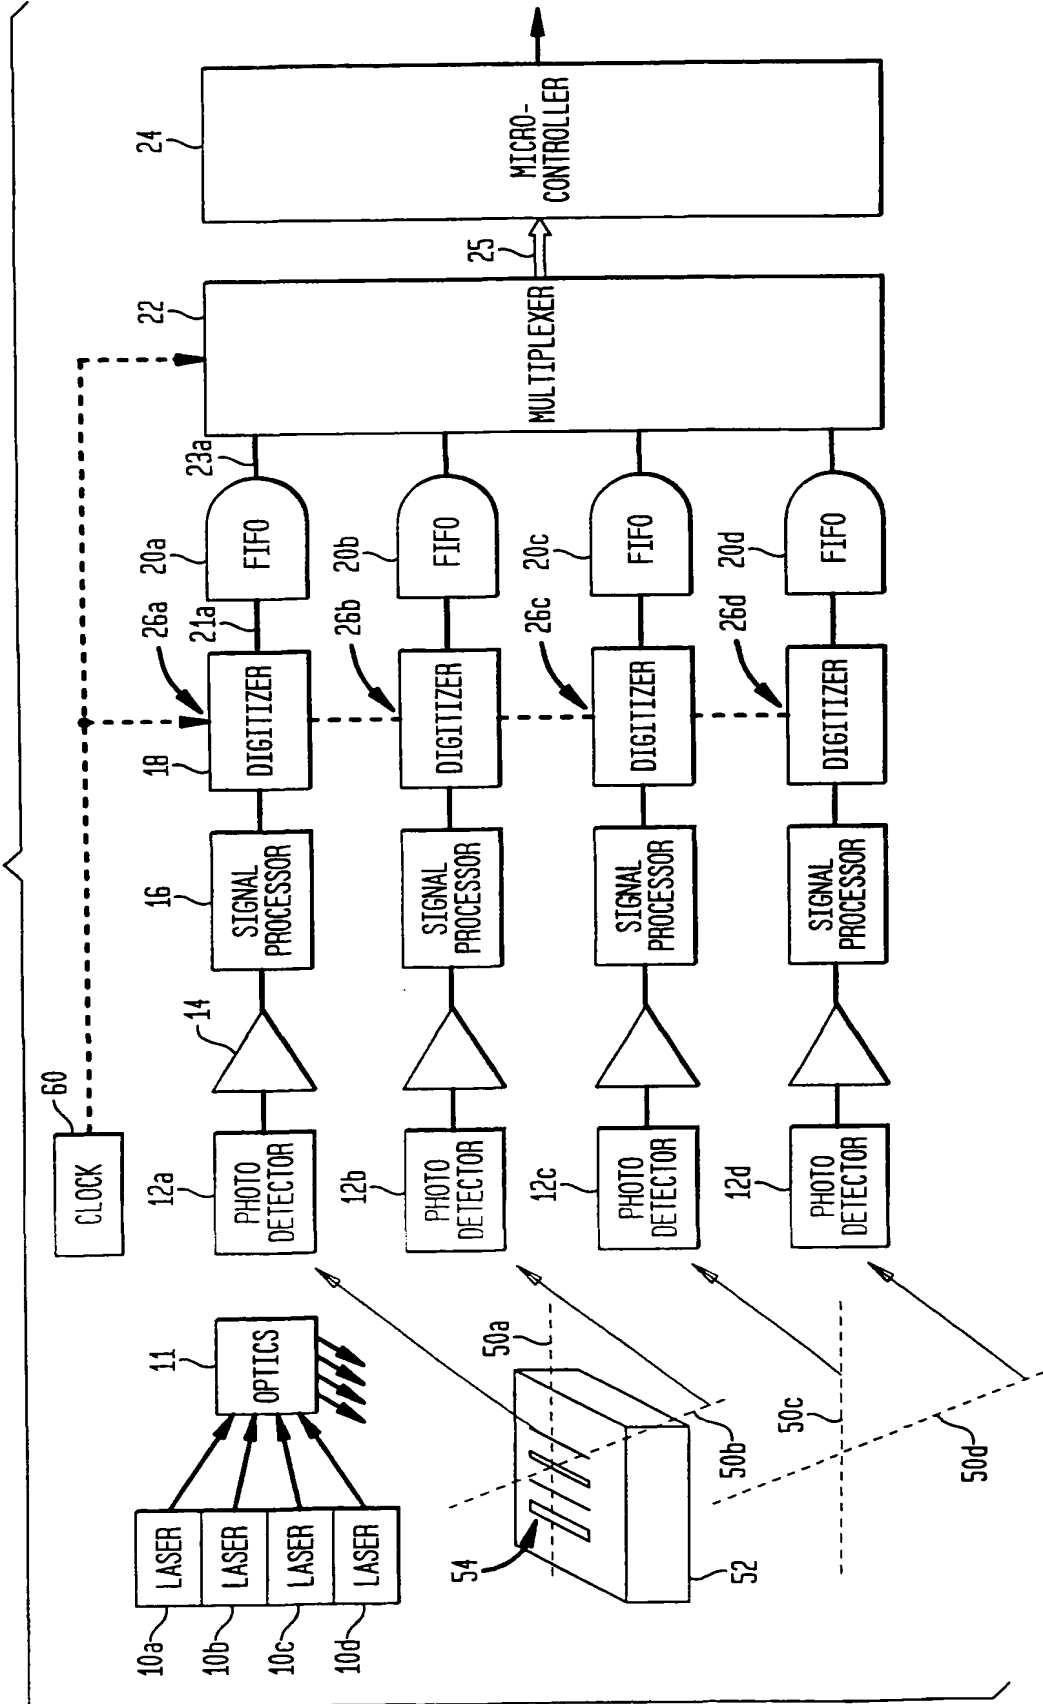 CLOCK
60
LASER
LASER
LASER
LASER
10a
10b
10c
10d
OPTICS
11
54
52
50a
50b
50c
50d
PHOTO
DETECTOR
12a
14
SIGNAL
PROCESSOR
16
DIGITIZER
18
26a
21a
FIFO
20a
23a
PHOTO
DETECTOR
12b
SIGNAL
PROCESSOR
DIGITIZER
26b
FIFO
20b
PHOTO
DETECTOR
12c
SIGNAL
PROCESSOR
DIGITIZER
26c
FIFO
20c
PHOTO
DETECTOR
12d
SIGNAL
PROCESSOR
DIGITIZER
26d
FIFO
20d
MULTIPLEXER
22
25
MICRO-
CONTROLLER
24